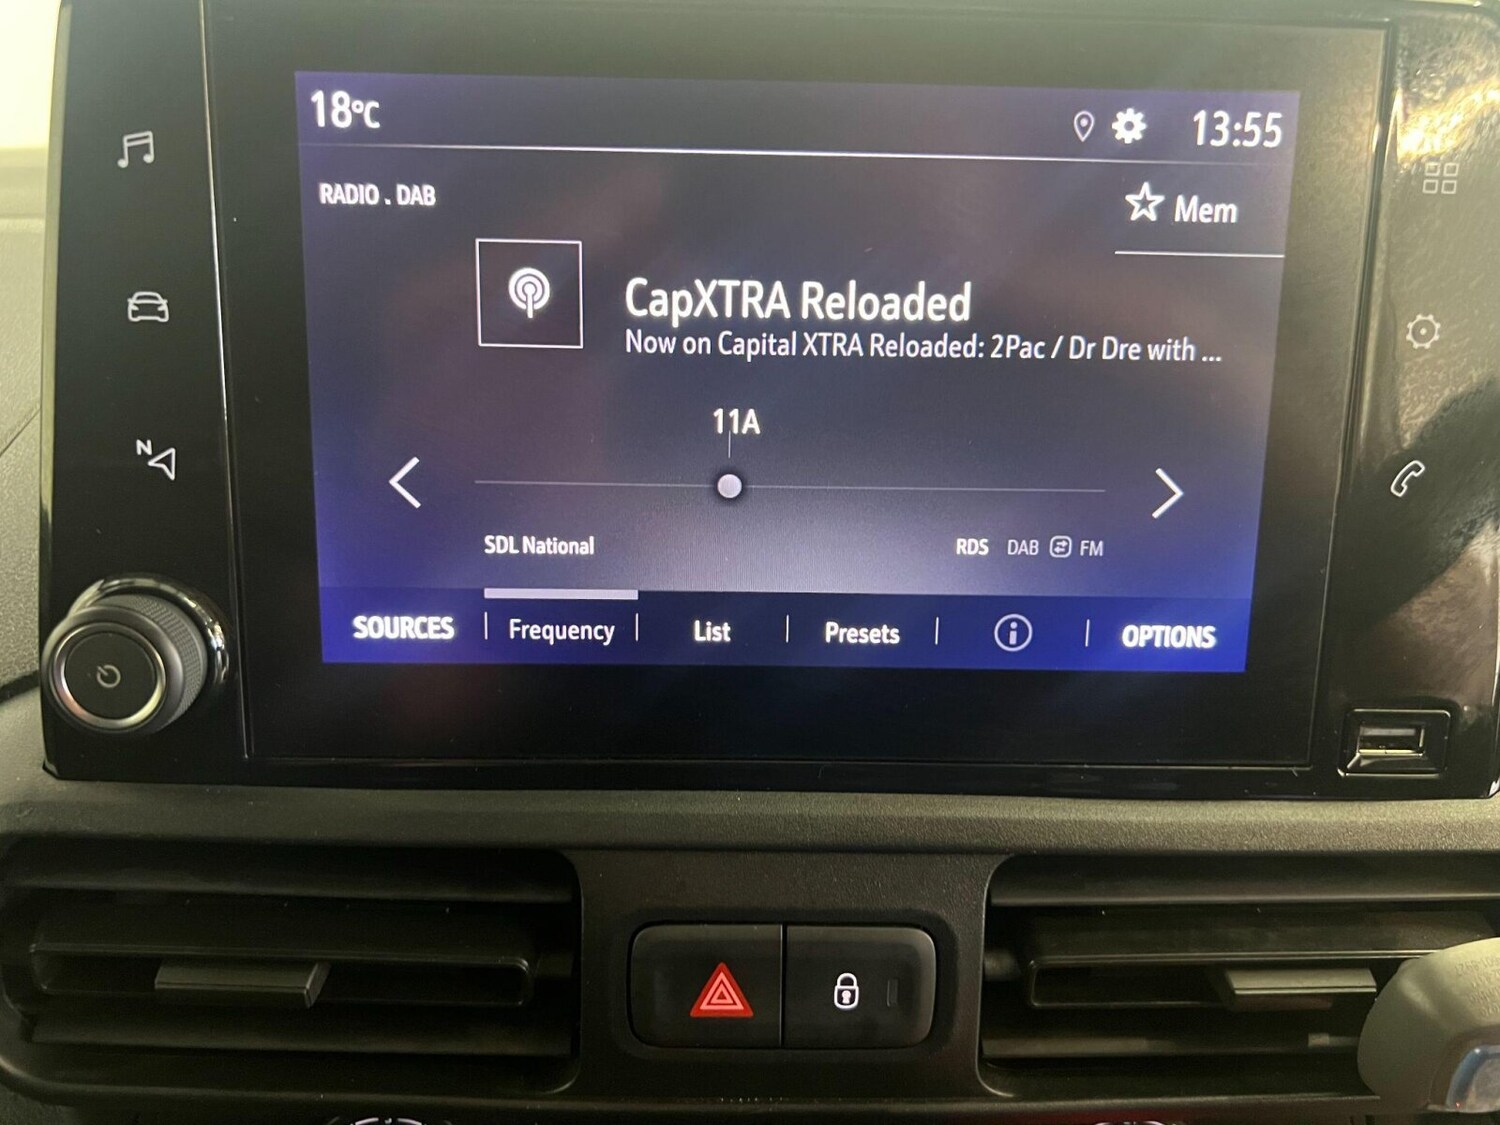 18°C
13:55
RADIO . DAB
Mem
CapXTRA Reloaded
Now on Capital XTRA Reloaded: 2Pac / Dr Dre with ...
11A
SDL National
RDS DAB FM
SOURCES | Frequency | List | Presets | i | OPTIONS
N